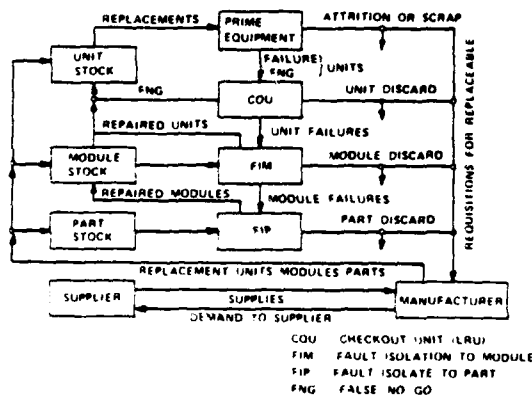 REPLACEMENTS
PRIME EQUIPMENT
ATTRITION OR SCRAP
UNIT STOCK
FAILURE)
FNG
UNITS
FNG
COU
UNIT DISCARD
REPAIRED UNITS
UNIT FAILURES
MODULE STOCK
FIM
MODULE DISCARD
REPAIRED MODULES
MODULE FAILURES
PART STOCK
FIP
PART DISCARD
REQUISITIONS FOR REPLACEABLE
REPLACEMENT UNITS MODULES PARTS
SUPPLIER
SUPPLIES
MANUFACTURER
DEMAND TO SUPPLIER
COU CHECKOUT UNIT (LRU)
FIM FAULT ISOLATION TO MODULE
FIP FAULT ISOLATE TO PART
FNG FALSE NO GO